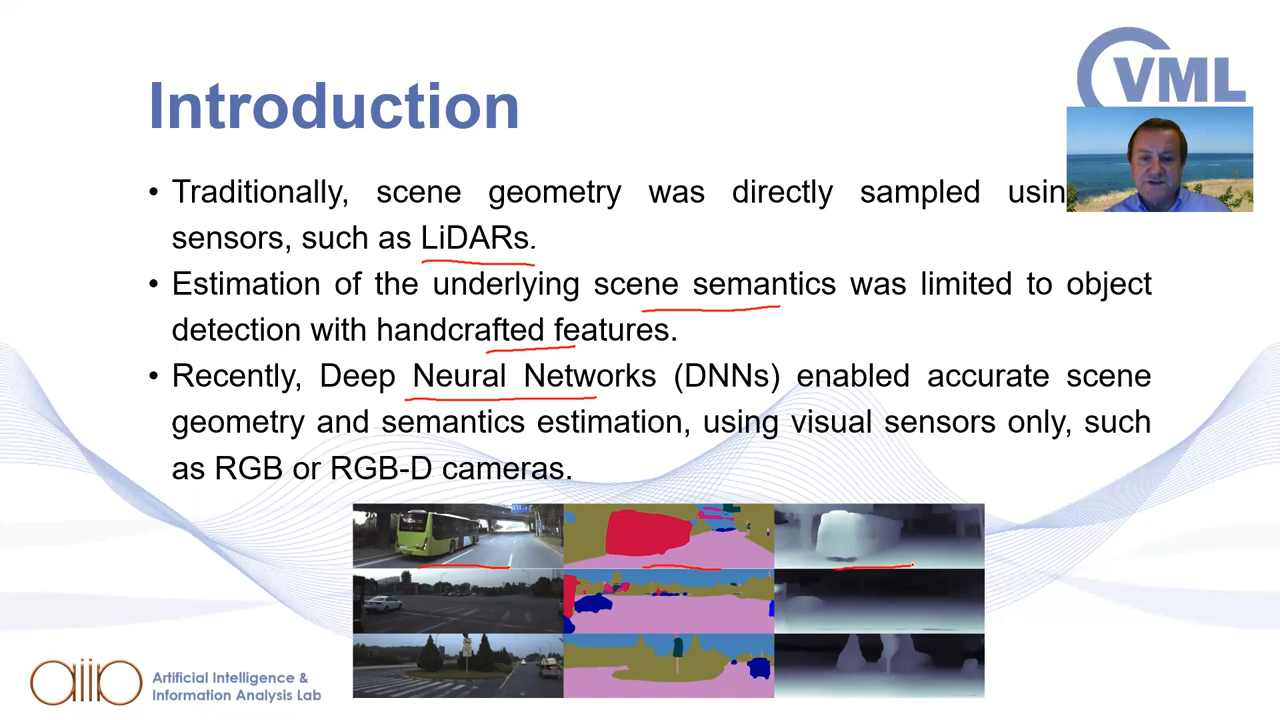 VML
Introduction
• Traditionally, scene geometry was directly sampled usin
sensors, such as LiDARs.
• Estimation of the underlying scene semantics was limited to object
detection with handcrafted features.
• Recently, Deep Neural Networks (DNNs) enabled accurate scene
geometry and semantics estimation, using visual sensors only, such
as RGB or RGB-D cameras.
aiia
Artificial Intelligence &
Information Analysis Lab